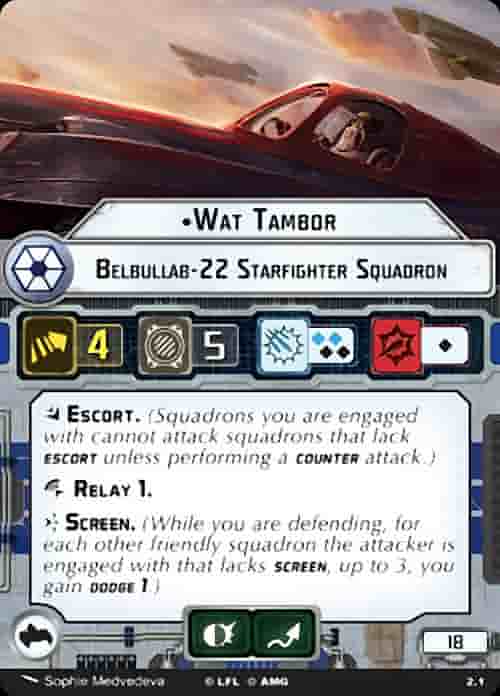 •Wat Tambor
Belbullab-22 Starfighter Squadron
4 5
Escort. (Squadrons you are engaged
with cannot attack squadrons that lack
escort unless performing a counter attack.)
Relay 1.
Screen. (While you are defending, for
each other friendly squadron the attacker is
engaged with that lacks screen, up to 3, you
gain dodge 1.)
18
Sophie Medvedeva © LFL © AMG 2.1